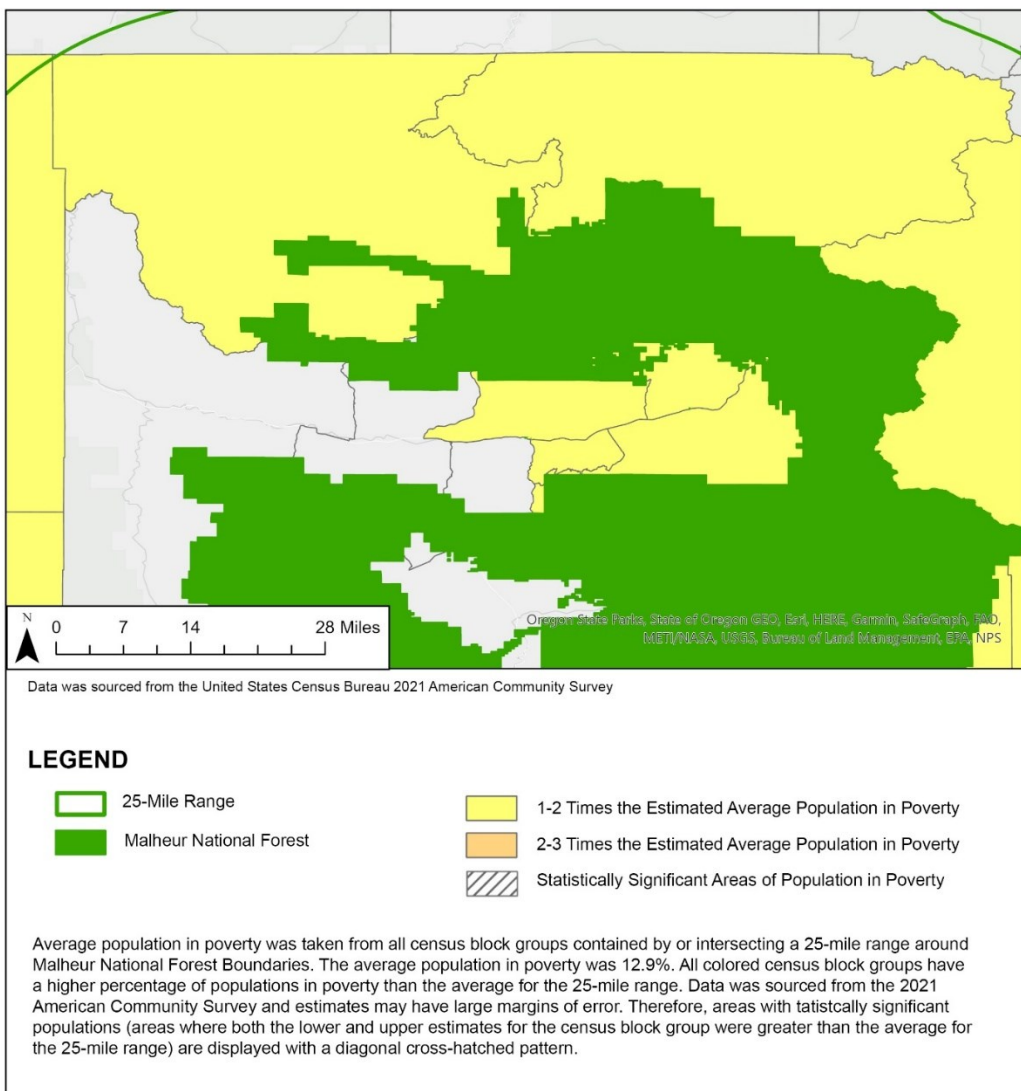 Oregon State Parks, State of Oregon GEO, Esri, HERE, Garmin, SafeGraph, FAO,
METI/NASA, USGS, Bureau of Land Management, EPA, NPS
N
0 7 14 28 Miles
Data was sourced from the United States Census Bureau 2021 American Community Survey
LEGEND
25-Mile Range
Malheur National Forest
1-2 Times the Estimated Average Population in Poverty
2-3 Times the Estimated Average Population in Poverty
Statistically Significant Areas of Population in Poverty
Average population in poverty was taken from all census block groups contained by or intersecting a 25-mile range around
Malheur National Forest Boundaries. The average population in poverty was 12.9%. All colored census block groups have
a higher percentage of populations in poverty than the average for the 25-mile range. Data was sourced from the 2021
American Community Survey and estimates may have large margins of error. Therefore, areas with tatistcally significant
populations (areas where both the lower and upper estimates for the census block group were greater than the average for
the 25-mile range) are displayed with a diagonal cross-hatched pattern.